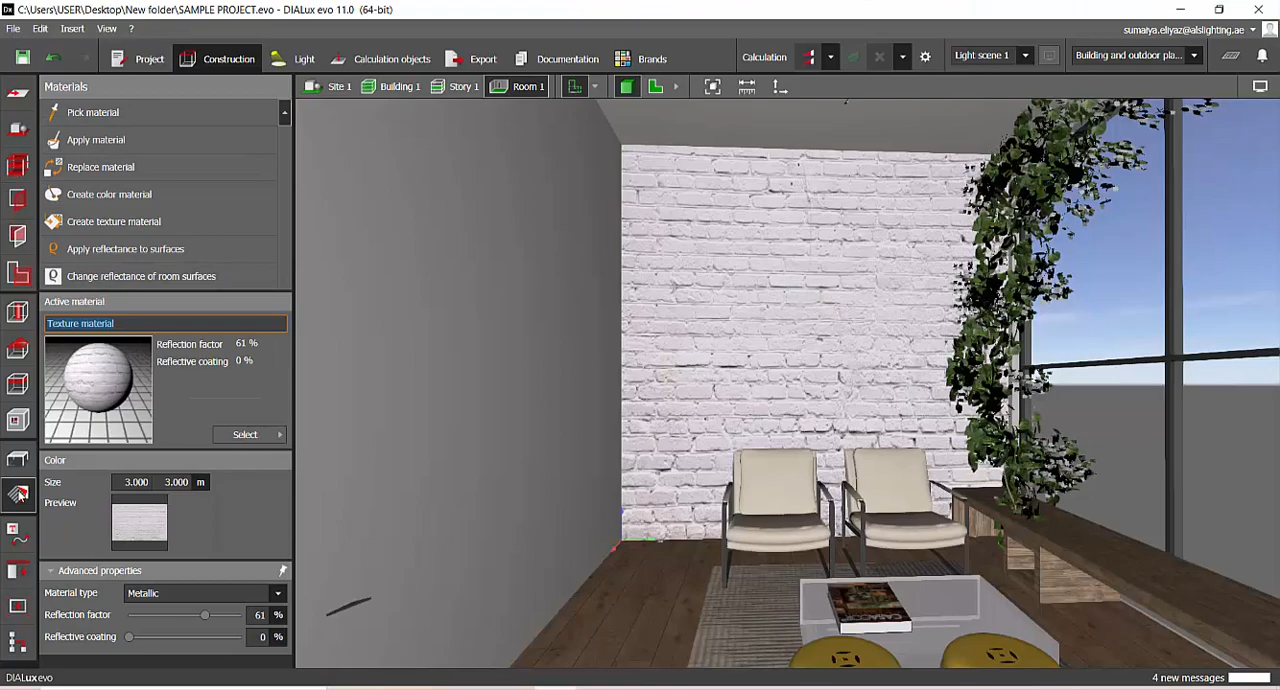 C:\Users\USER\Desktop\New folder\SAMPLE PROJECT.evo - DIALux evo 11.0 (64-bit)
File Edit Insert View ?
sumaiya.eliyaz@alslighting.ae
Project Construction Light Calculation objects Export Documentation Brands Calculation Light scene 1 Building and outdoor pla...
Materials
Site 1 Building 1 Story 1 Room 1
Pick material
Apply material
Replace material
Create color material
Create texture material
Apply reflectance to surfaces
Change reflectance of room surfaces
Active material
Texture material
Reflection factor 61 %
Reflective coating 0 %
Select
Color
Size 3.000 3.000 m
Preview
Advanced properties
Material type Metallic
Reflection factor 61 %
Reflective coating 0 %
DIALux evo
4 new messages